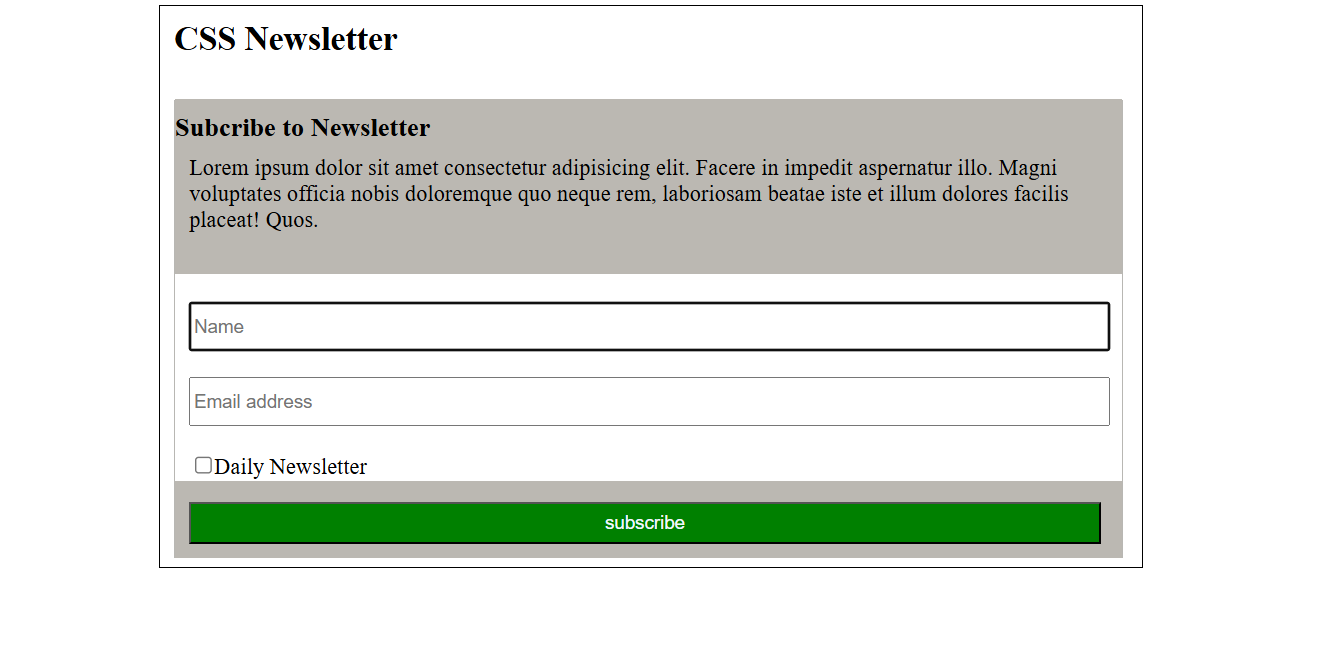 CSS Newsletter
Subcribe to Newsletter
Lorem ipsum dolor sit amet consectetur adipisicing elit. Facere in impedit aspernatur illo. Magni
voluptates officia nobis doloremque quo neque rem, laboriosam beatae iste et illum dolores facilis
placeat! Quos.
Name
Email address
Daily Newsletter
subscribe